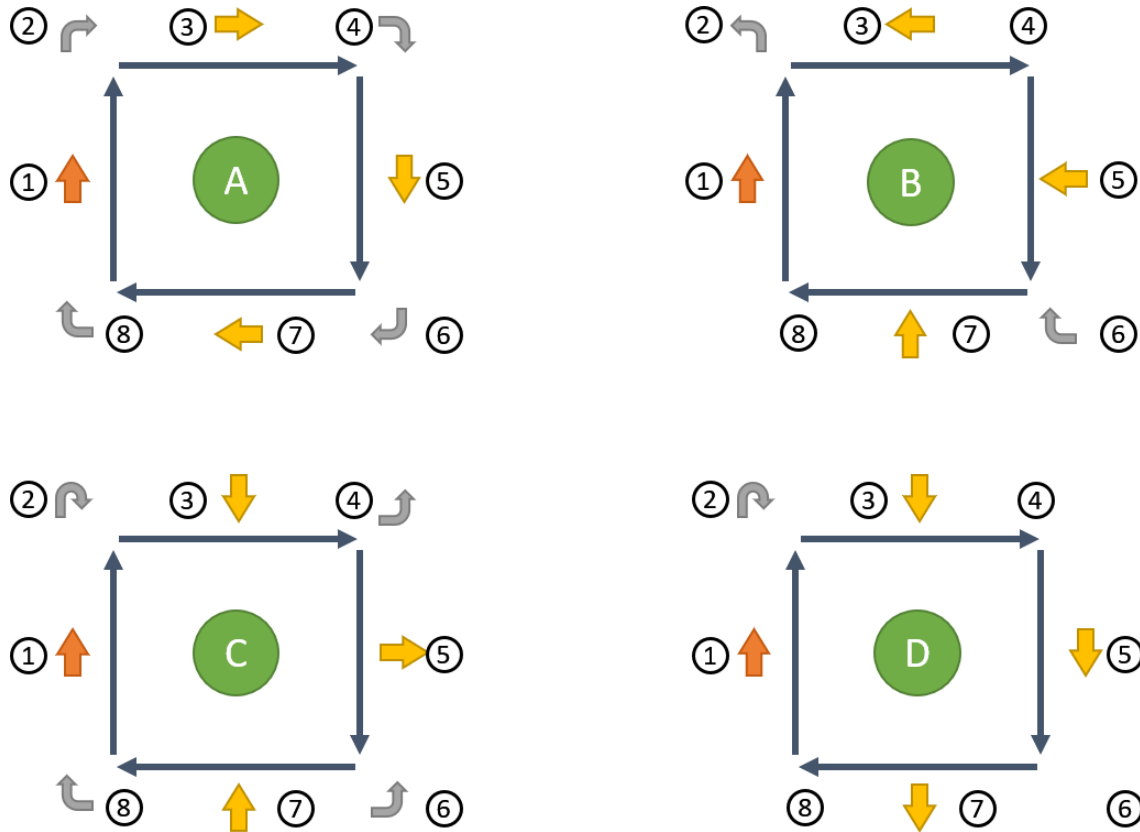 ② ③ ④ ② ③ ④
① A ⑤ ① B ⑤
⑧ ⑦ ⑥ ⑧ ⑦ ⑥
② ③ ④ ② ③ ④
① C ⑤ ① D ⑤
⑧ ⑦ ⑥ ⑧ ⑦ ⑥